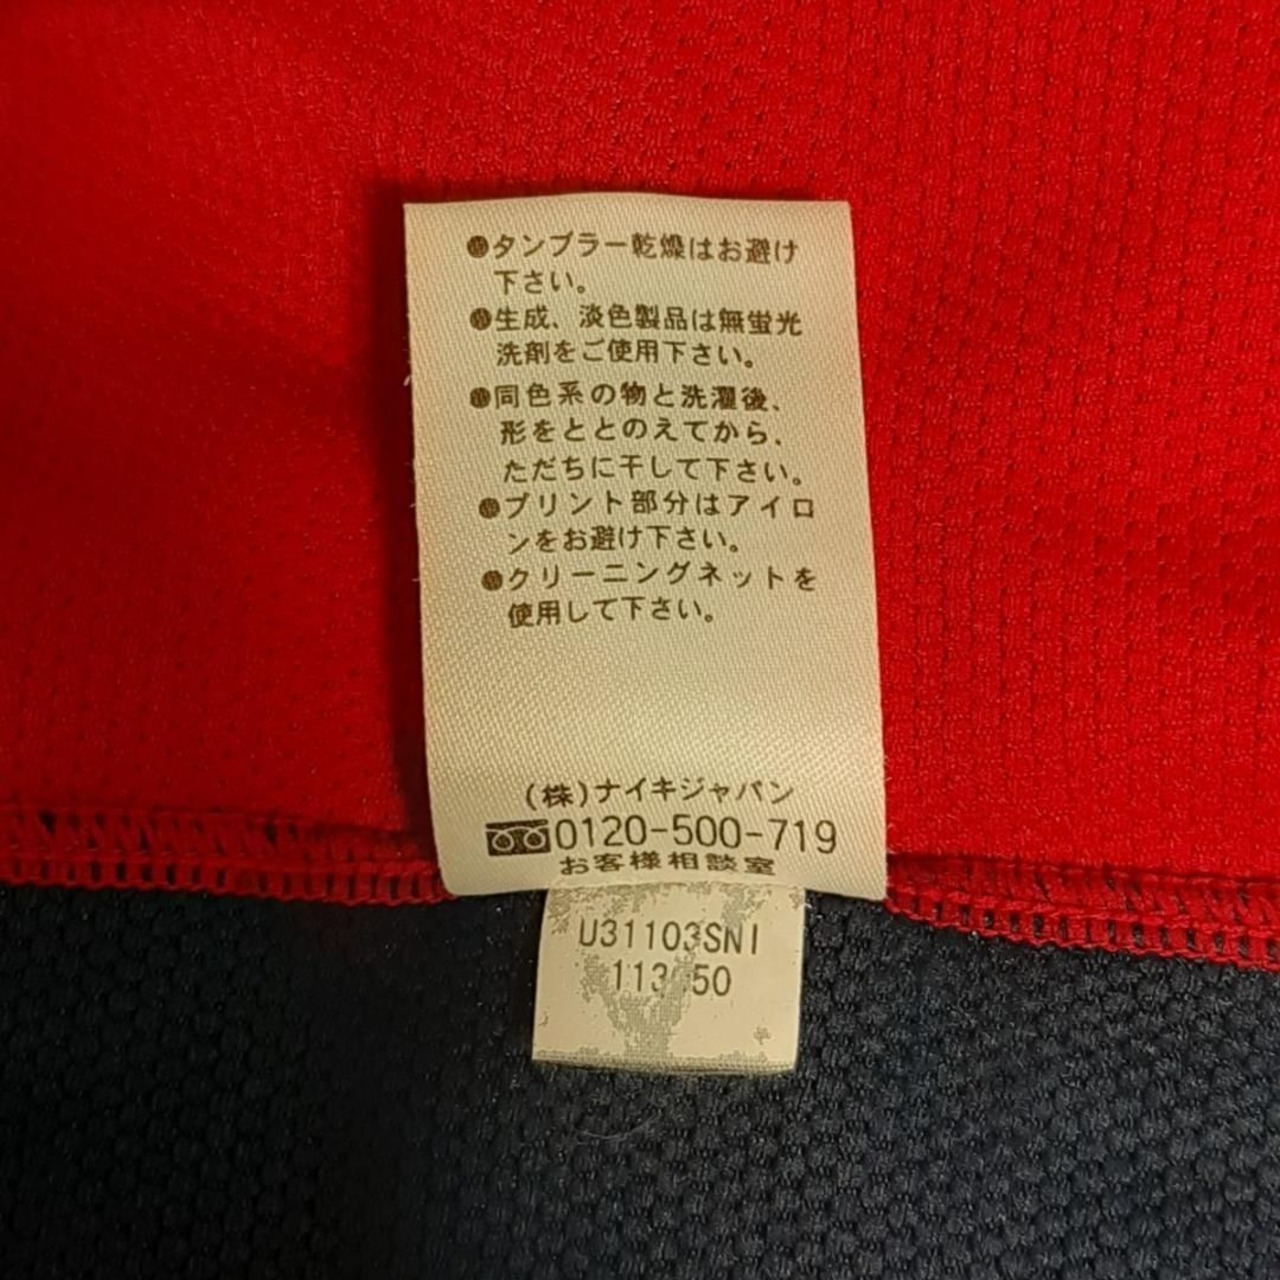 ●タンブラー乾燥はお避け
下さい。
●生成、淡色製品は無蛍光
洗剤をご使用下さい。
●同色系の物と洗濯後、
形をととのえてから、
ただちに干して下さい。
●プリント部分はアイロ
ンをお避け下さい。
●クリーニングネットを
使用して下さい。
(株)ナイキジャパン
0120-500-719
お客様相談室
U31103SNI